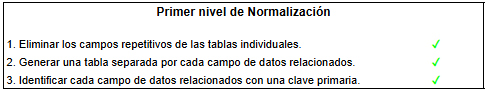 Primer nivel de Normalización
1. Eliminar los campos repetitivos de las tablas individuales. ✓
2. Generar una tabla separada por cada campo de datos relacionados. ✓
3. Identificar cada campo de datos relacionados con una clave primaria. ✓